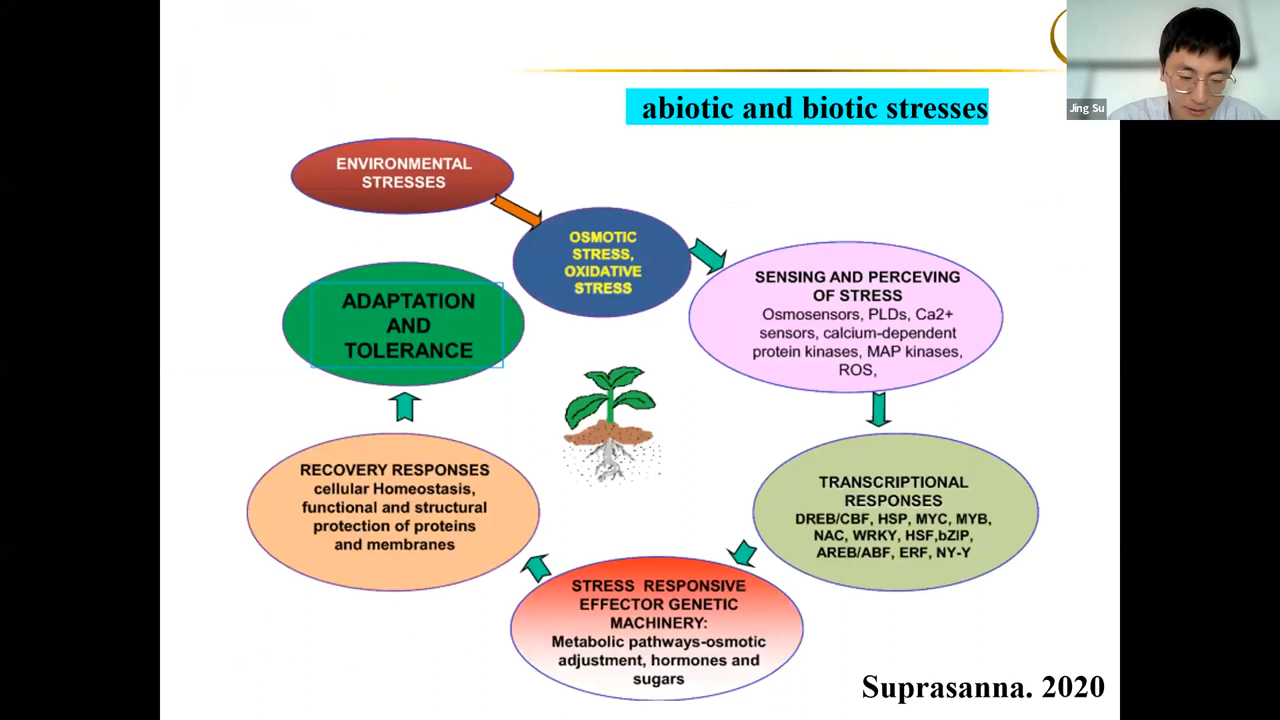 abiotic and biotic stresses
Jing Su
ENVIRONMENTAL
STRESSES
OSMOTIC
STRESS,
OXIDATIVE
STRESS
SENSING AND PERCEVING
OF STRESS
Osmosensors, PLDs, Ca2+
sensors, calcium-dependent
protein kinases, MAP kinases,
ROS,
TRANSCRIPTIONAL
RESPONSES
DREB/CBF, HSP, MYC, MYB,
NAC, WRKY, HSF,bZIP,
AREB/ABF, ERF, NY-Y
STRESS RESPONSIVE
EFFECTOR GENETIC
MACHINERY:
Metabolic pathways-osmotic
adjustment, hormones and
sugars
RECOVERY RESPONSES
cellular Homeostasis,
functional and structural
protection of proteins
and membranes
ADAPTATION
AND
TOLERANCE
Suprasanna. 2020